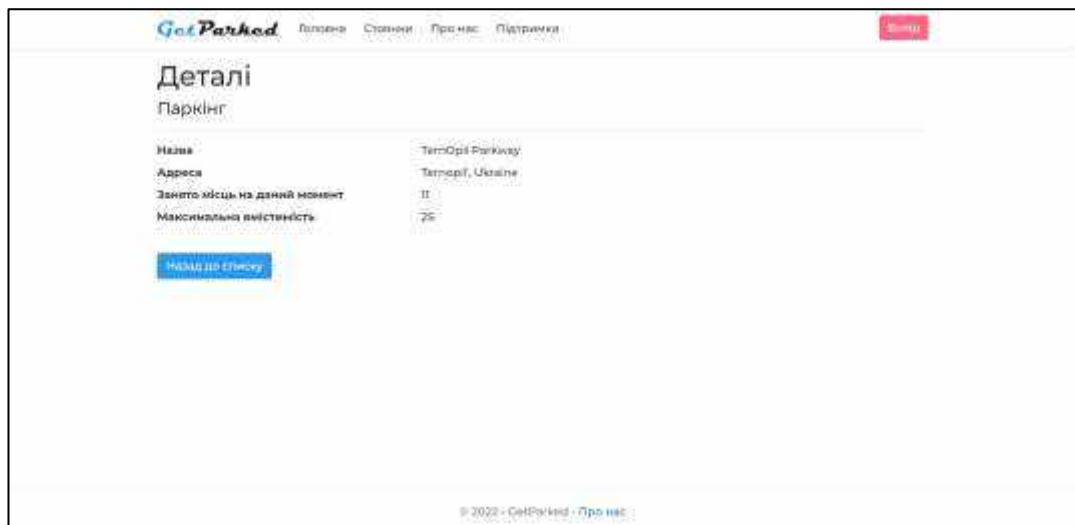 GetParked Головна Стоянки Про нас Підтримка Вихід
Деталі
Паркінг
Назва TernOpil Parkway
Адреса Ternopil', Ukraine
Занято місць на даний момент 11
Максимальна вмістимість 25
Назад до списку
© 2022 - GetParked - Про нас